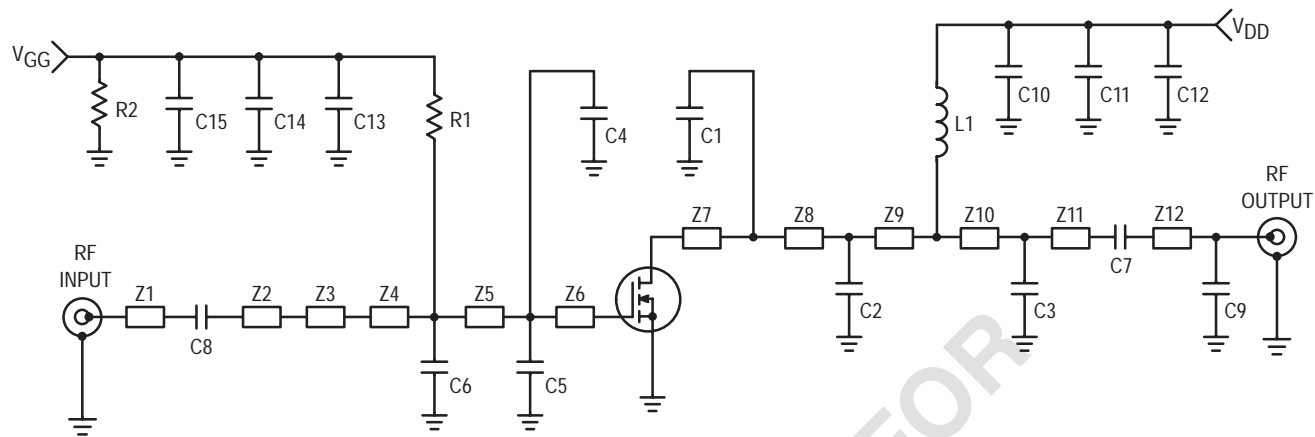 VGG
R2
C15
C14
C13
R1
C4
C1
L1
C10
C11
C12
VDD
RF
INPUT
Z1
C8
Z2
Z3
Z4
Z5
Z6
C6
C5
Z7
Z8
Z9
Z10
Z11
Z12
C7
C2
C3
C9
RF
OUTPUT
FOR